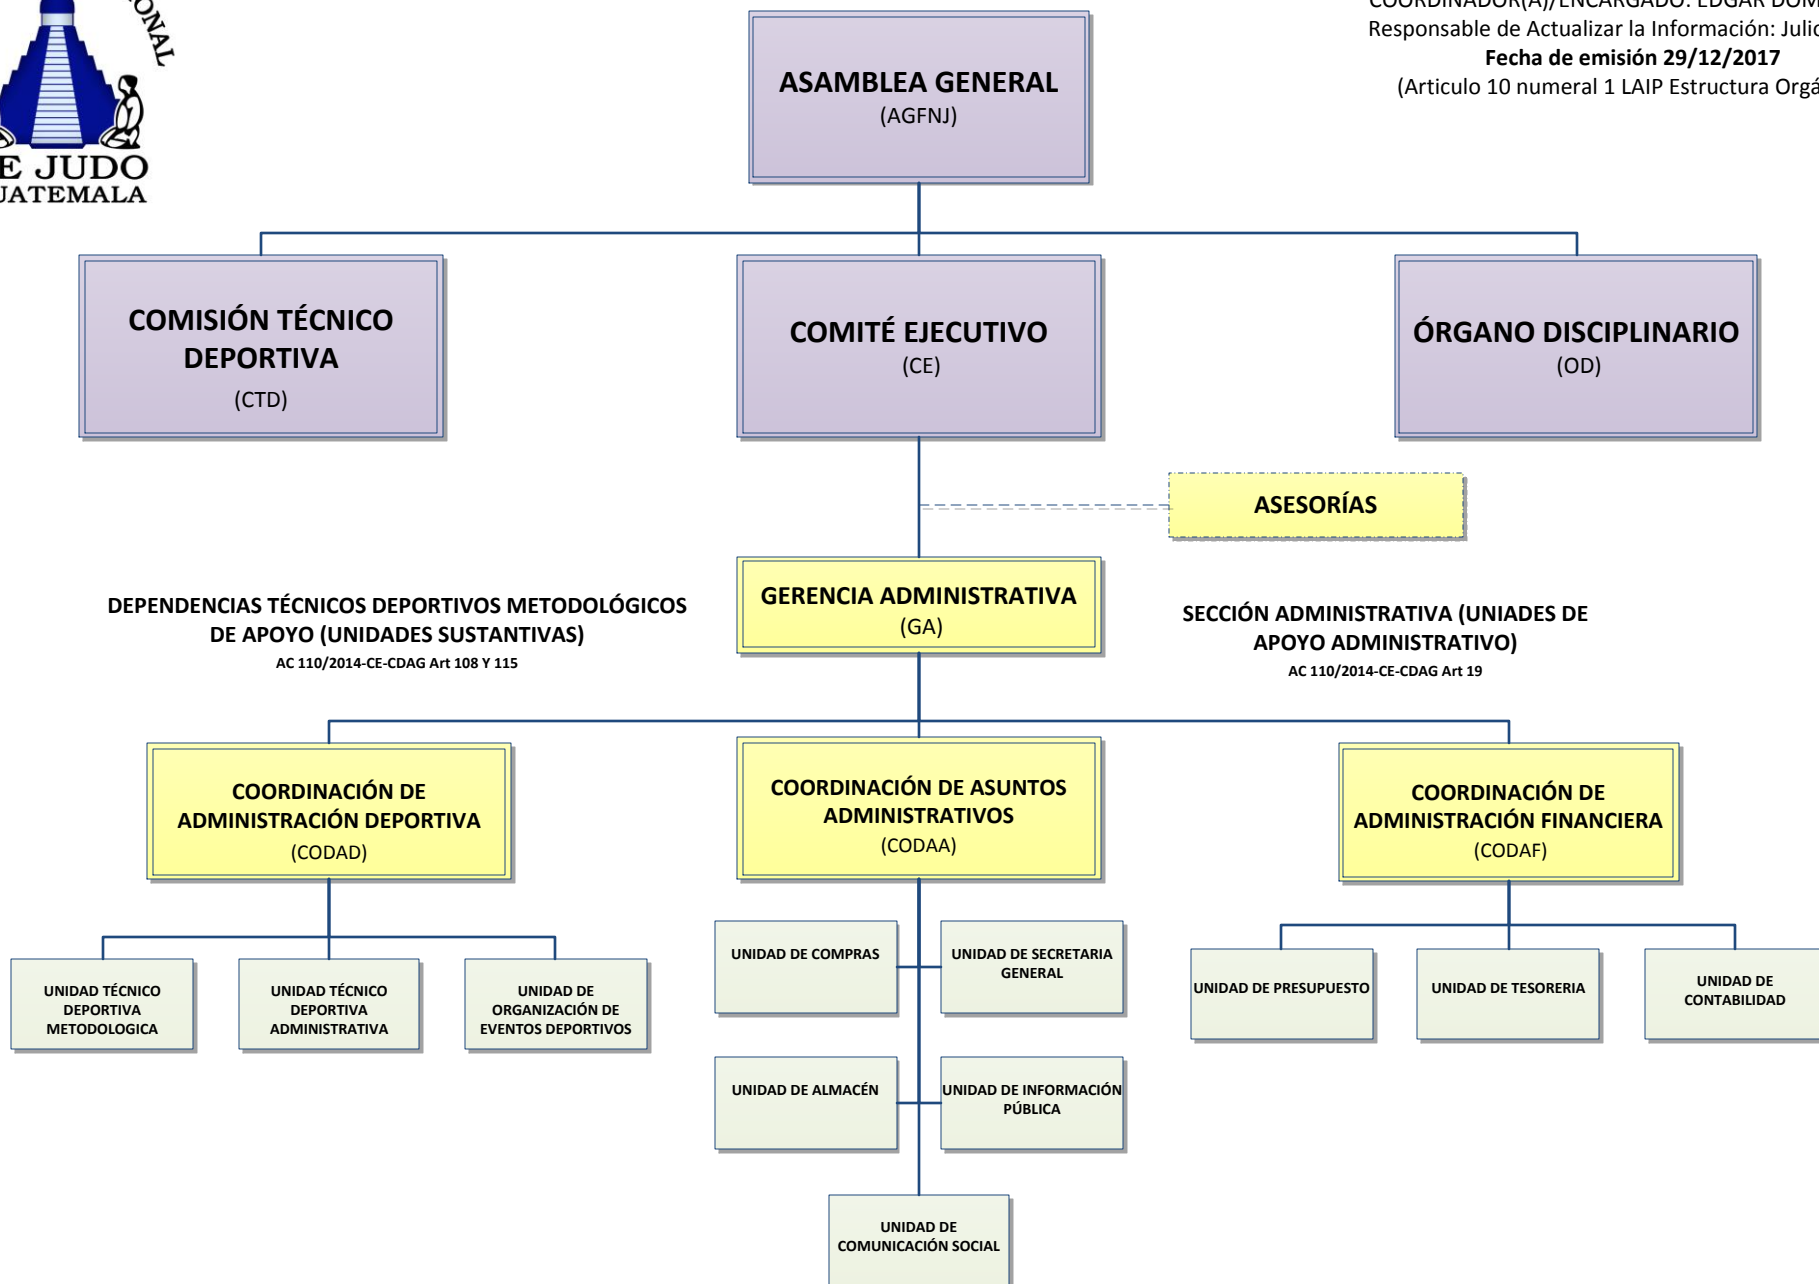 COORDINADOR(A)/ENCARGADO: EDGAR
Responsable de Actualizar la Información:
Fecha de emisión 29/12/2017
(Articulo 10 numeral 1 LAIP Estructura
JUDO
ASAMBLEA GENERAL
(AGFNJ)
COMISIÓN TÉCNICO
DEPORTIVA
(CTD)
COMITÉ EJECUTIVO
(CE)
ÓRGANO DISCIPLINARIO
(OD)
ASESORÍAS
GERENCIA ADMINISTRATIVA
(GA)
DEPENDENCIAS TÉCNICOS DEPORTIVOS METODOLÓGICOS
DE APOYO (UNIDADES SUSTANTIVAS)
AC 110/2014-CE-CDAG Art 108 Y 115
SECCIÓN ADMINISTRATIVA (UNIADES DE
APOYO ADMINISTRATIVO)
AC 110/2014-CE-CDAG Art 19
COORDINACIÓN DE
ADMINISTRACIÓN DEPORTIVA
(CODAD)
COORDINACIÓN DE ASUNTOS
ADMINISTRATIVOS
(CODAA)
COORDINACIÓN DE
ADMINISTRACIÓN FINANCIERA
(CODAF)
UNIDAD TÉCNICO
DEPORTIVA
METODOLOGICA
UNIDAD TÉCNICO
DEPORTIVA
ADMINISTRATIVA
UNIDAD DE
ORGANIZACIÓN DE
EVENTOS DEPORTIVOS
UNIDAD DE COMPRAS
UNIDAD DE SECRETARIA
GENERAL
UNIDAD DE ALMACÉN
UNIDAD DE INFORMACIÓN
PÚBLICA
UNIDAD DE
COMUNICACIÓN SOCIAL
UNIDAD DE PRESUPUESTO
UNIDAD DE TESORERIA
UNIDAD DE
CONTABILIDAD